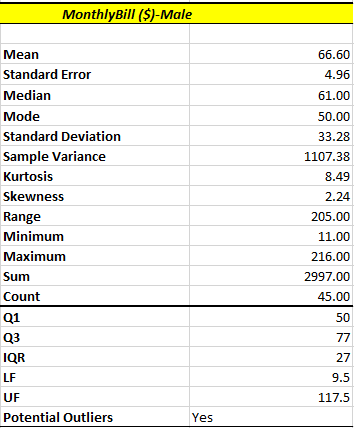 MonthlyBill ($)-Male
Mean 66.60
Standard Error 4.96
Median 61.00
Mode 50.00
Standard Deviation 33.28
Sample Variance 1107.38
Kurtosis 8.49
Skewness 2.24
Range 205.00
Minimum 11.00
Maximum 216.00
Sum 2997.00
Count 45.00
Q1 50
Q3 77
IQR 27
LF 9.5
UF 117.5
Potential Outliers Yes